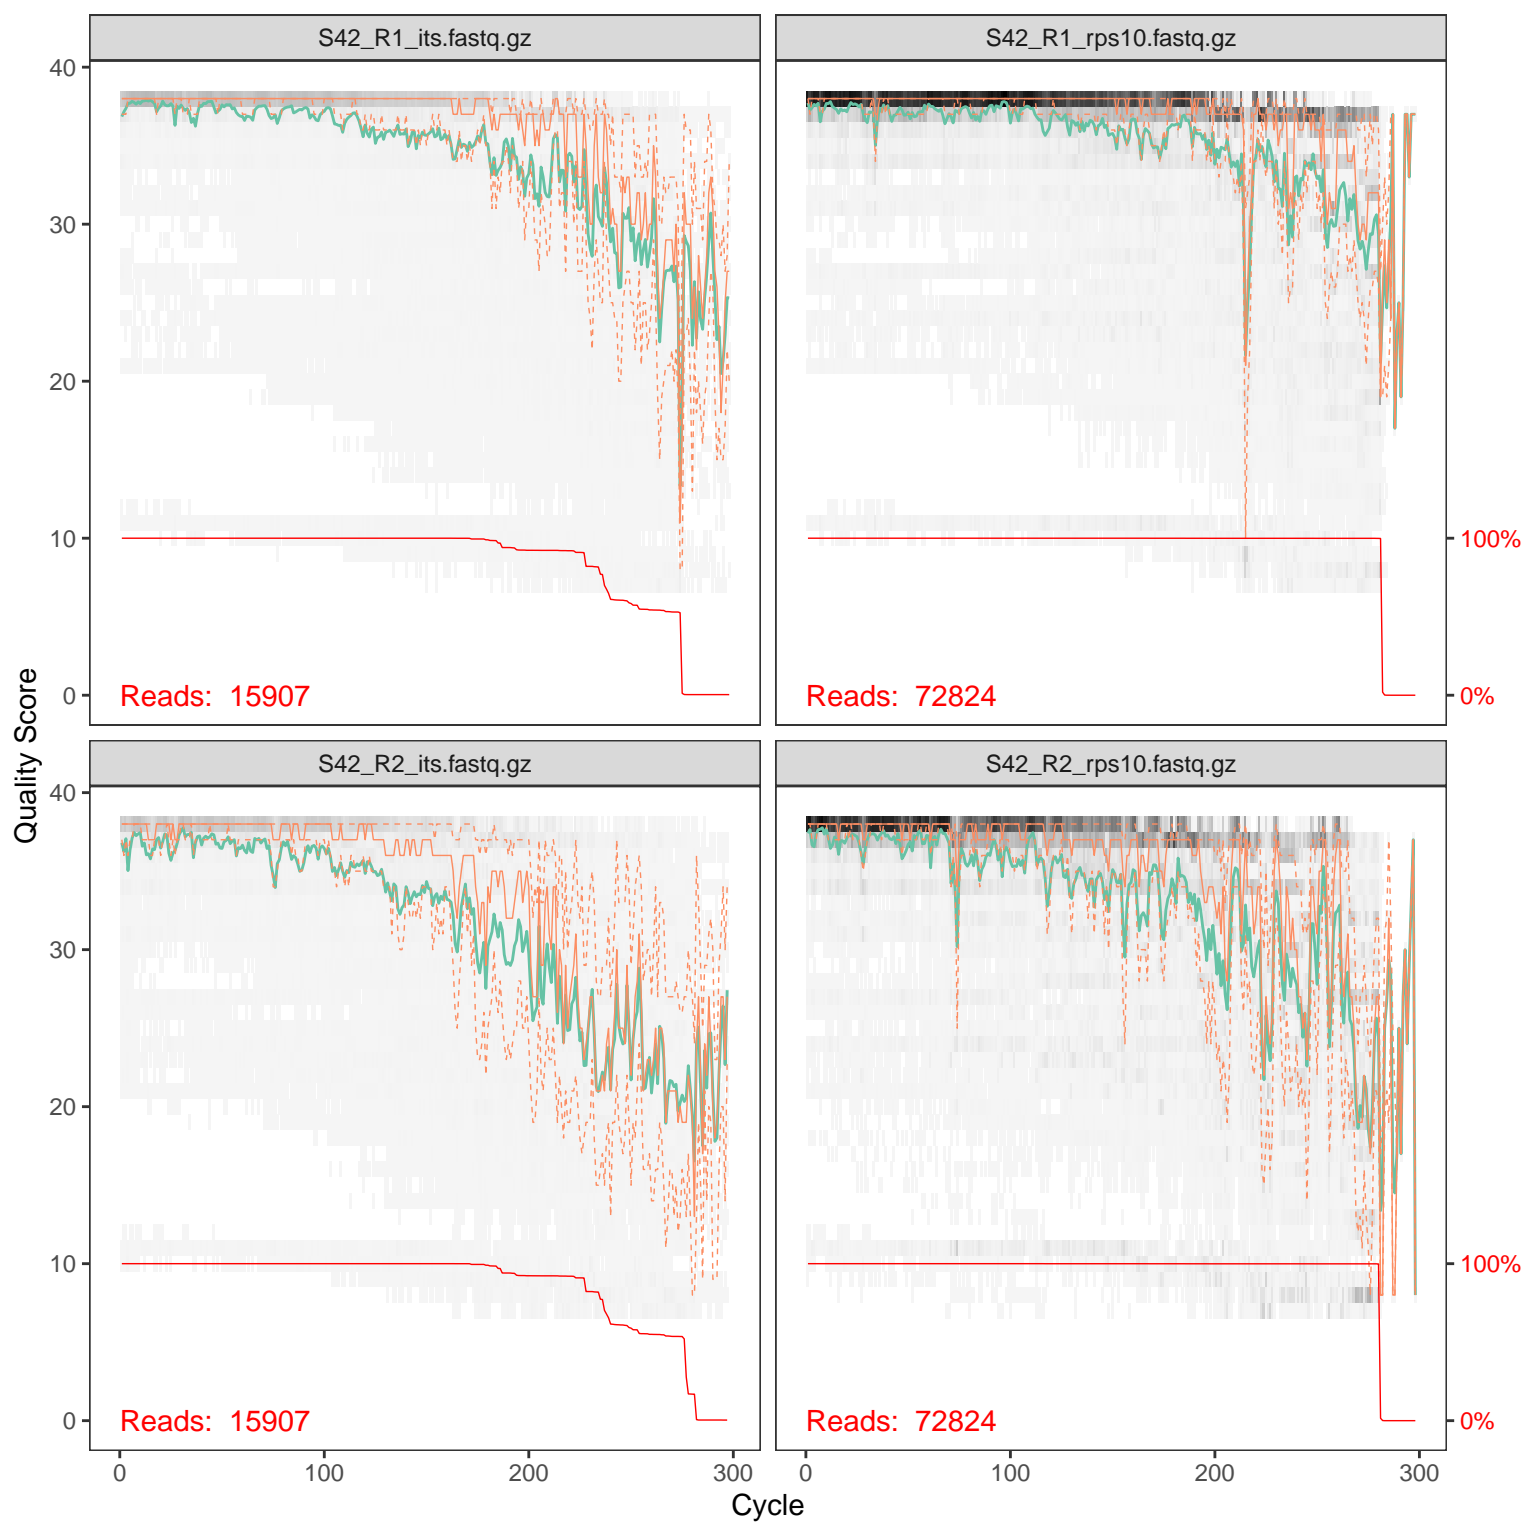 S42_R1_its.fastq.gz
S42_R1_rps10.fastq.gz
40
30
20
10
0
100%
0%
Reads: 15907
Reads: 72824
Quality Score
S42_R2_its.fastq.gz
S42_R2_rps10.fastq.gz
40
30
20
10
0
100%
0%
Reads: 15907
Reads: 72824
0 100 200 300
0 100 200 300
Cycle